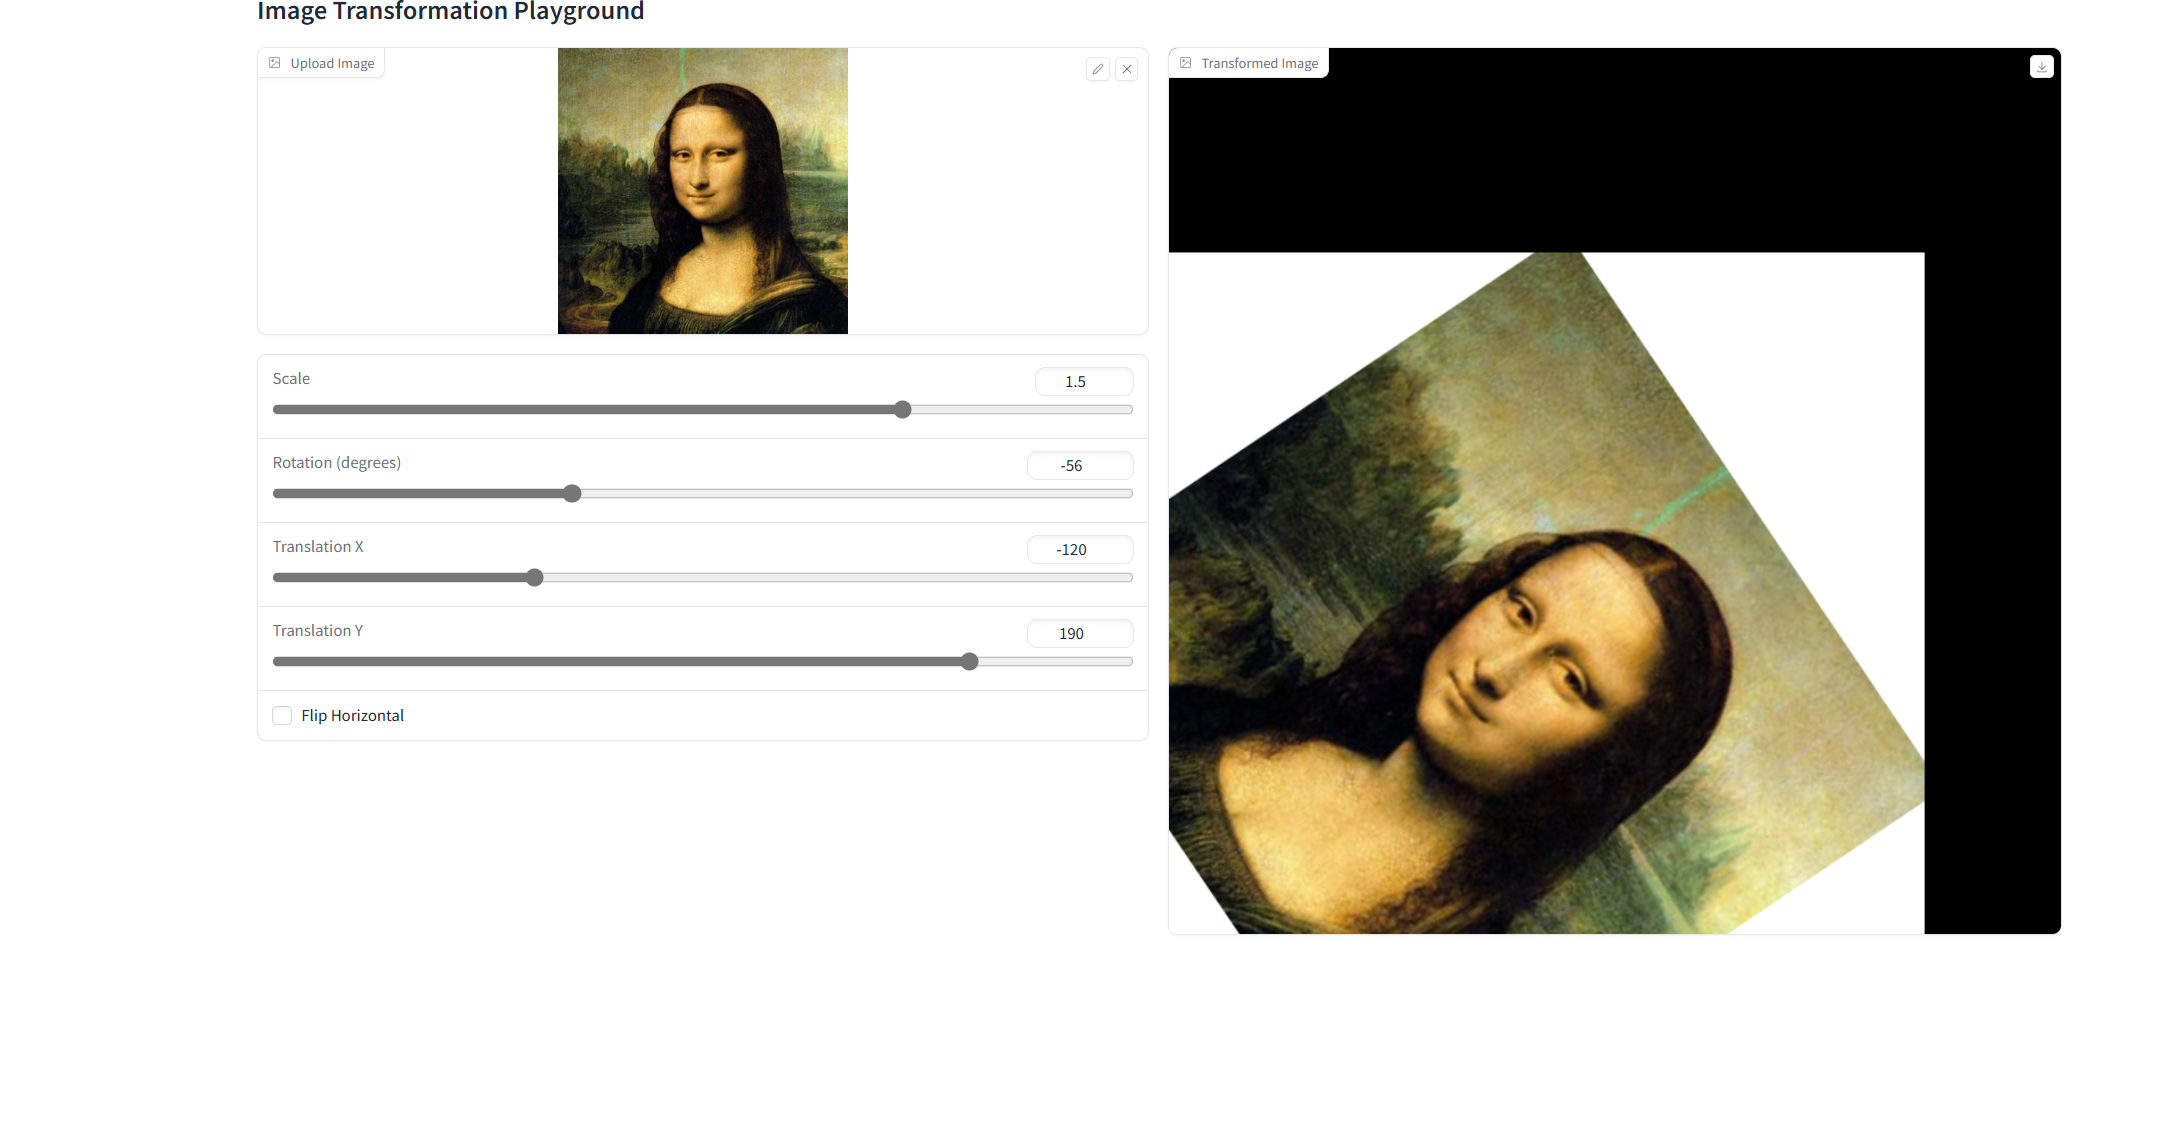 Image Transformation Playground
Upload Image
Transformed Image
Scale
1.5
Rotation (degrees)
-56
Translation X
-120
Translation Y
190
Flip Horizontal